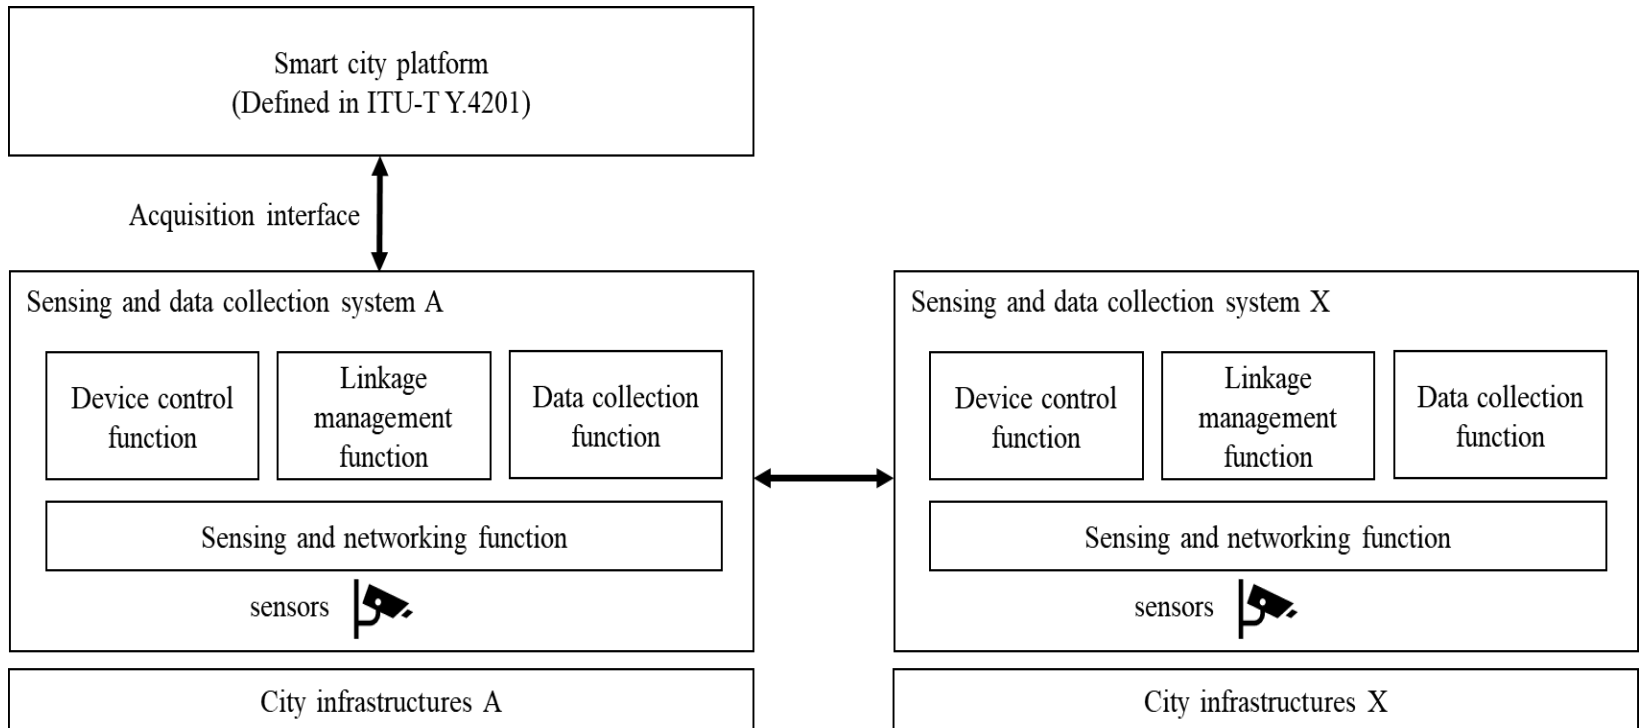 Smart city platform
(Defined in ITU-T Y.4201)
Acquisition interface
Sensing and data collection system A
Device control
function
Linkage
management
function
Data collection
function
Sensing and networking function
sensors
City infrastructures A
Sensing and data collection system X
Device control
function
Linkage
management
function
Data collection
function
Sensing and networking function
sensors
City infrastructures X